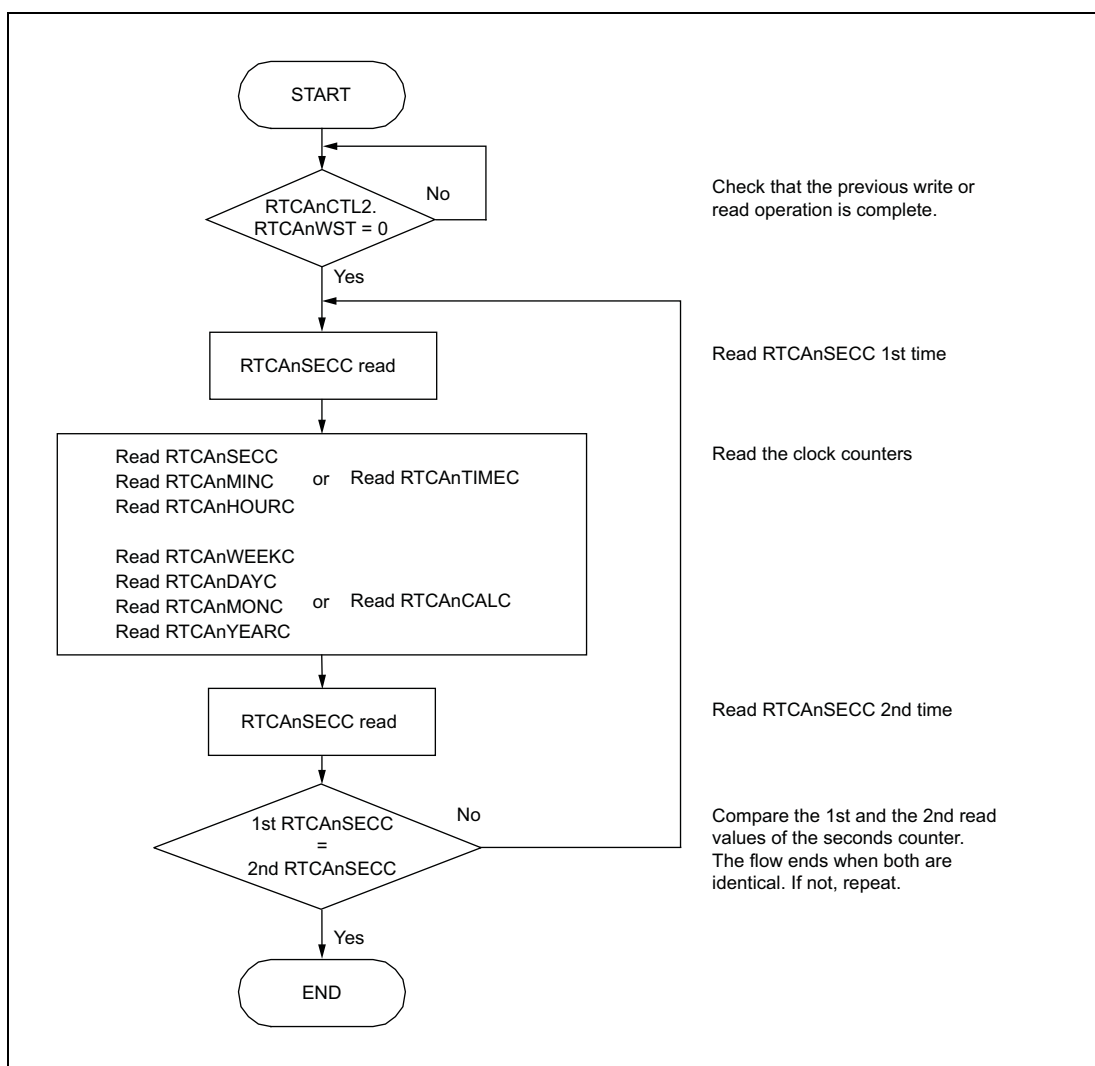 START
No
RTCAnCTL2.
RTCAnWST = 0
Check that the previous write or
read operation is complete.
Yes
RTCAnSECC read
Read RTCAnSECC 1st time
Read RTCAnSECC
Read RTCAnMINC or Read RTCAnTIMEC
Read RTCAnHOURC
Read the clock counters
Read RTCAnWEEKC
Read RTCAnDAYC
Read RTCAnMONC or Read RTCAnCALC
Read RTCAnYEARC
RTCAnSECC read
Read RTCAnSECC 2nd time
1st RTCAnSECC
=
2nd RTCAnSECC
No
Compare the 1st and the 2nd read
values of the seconds counter.
The flow ends when both are
identical. If not, repeat.
Yes
END